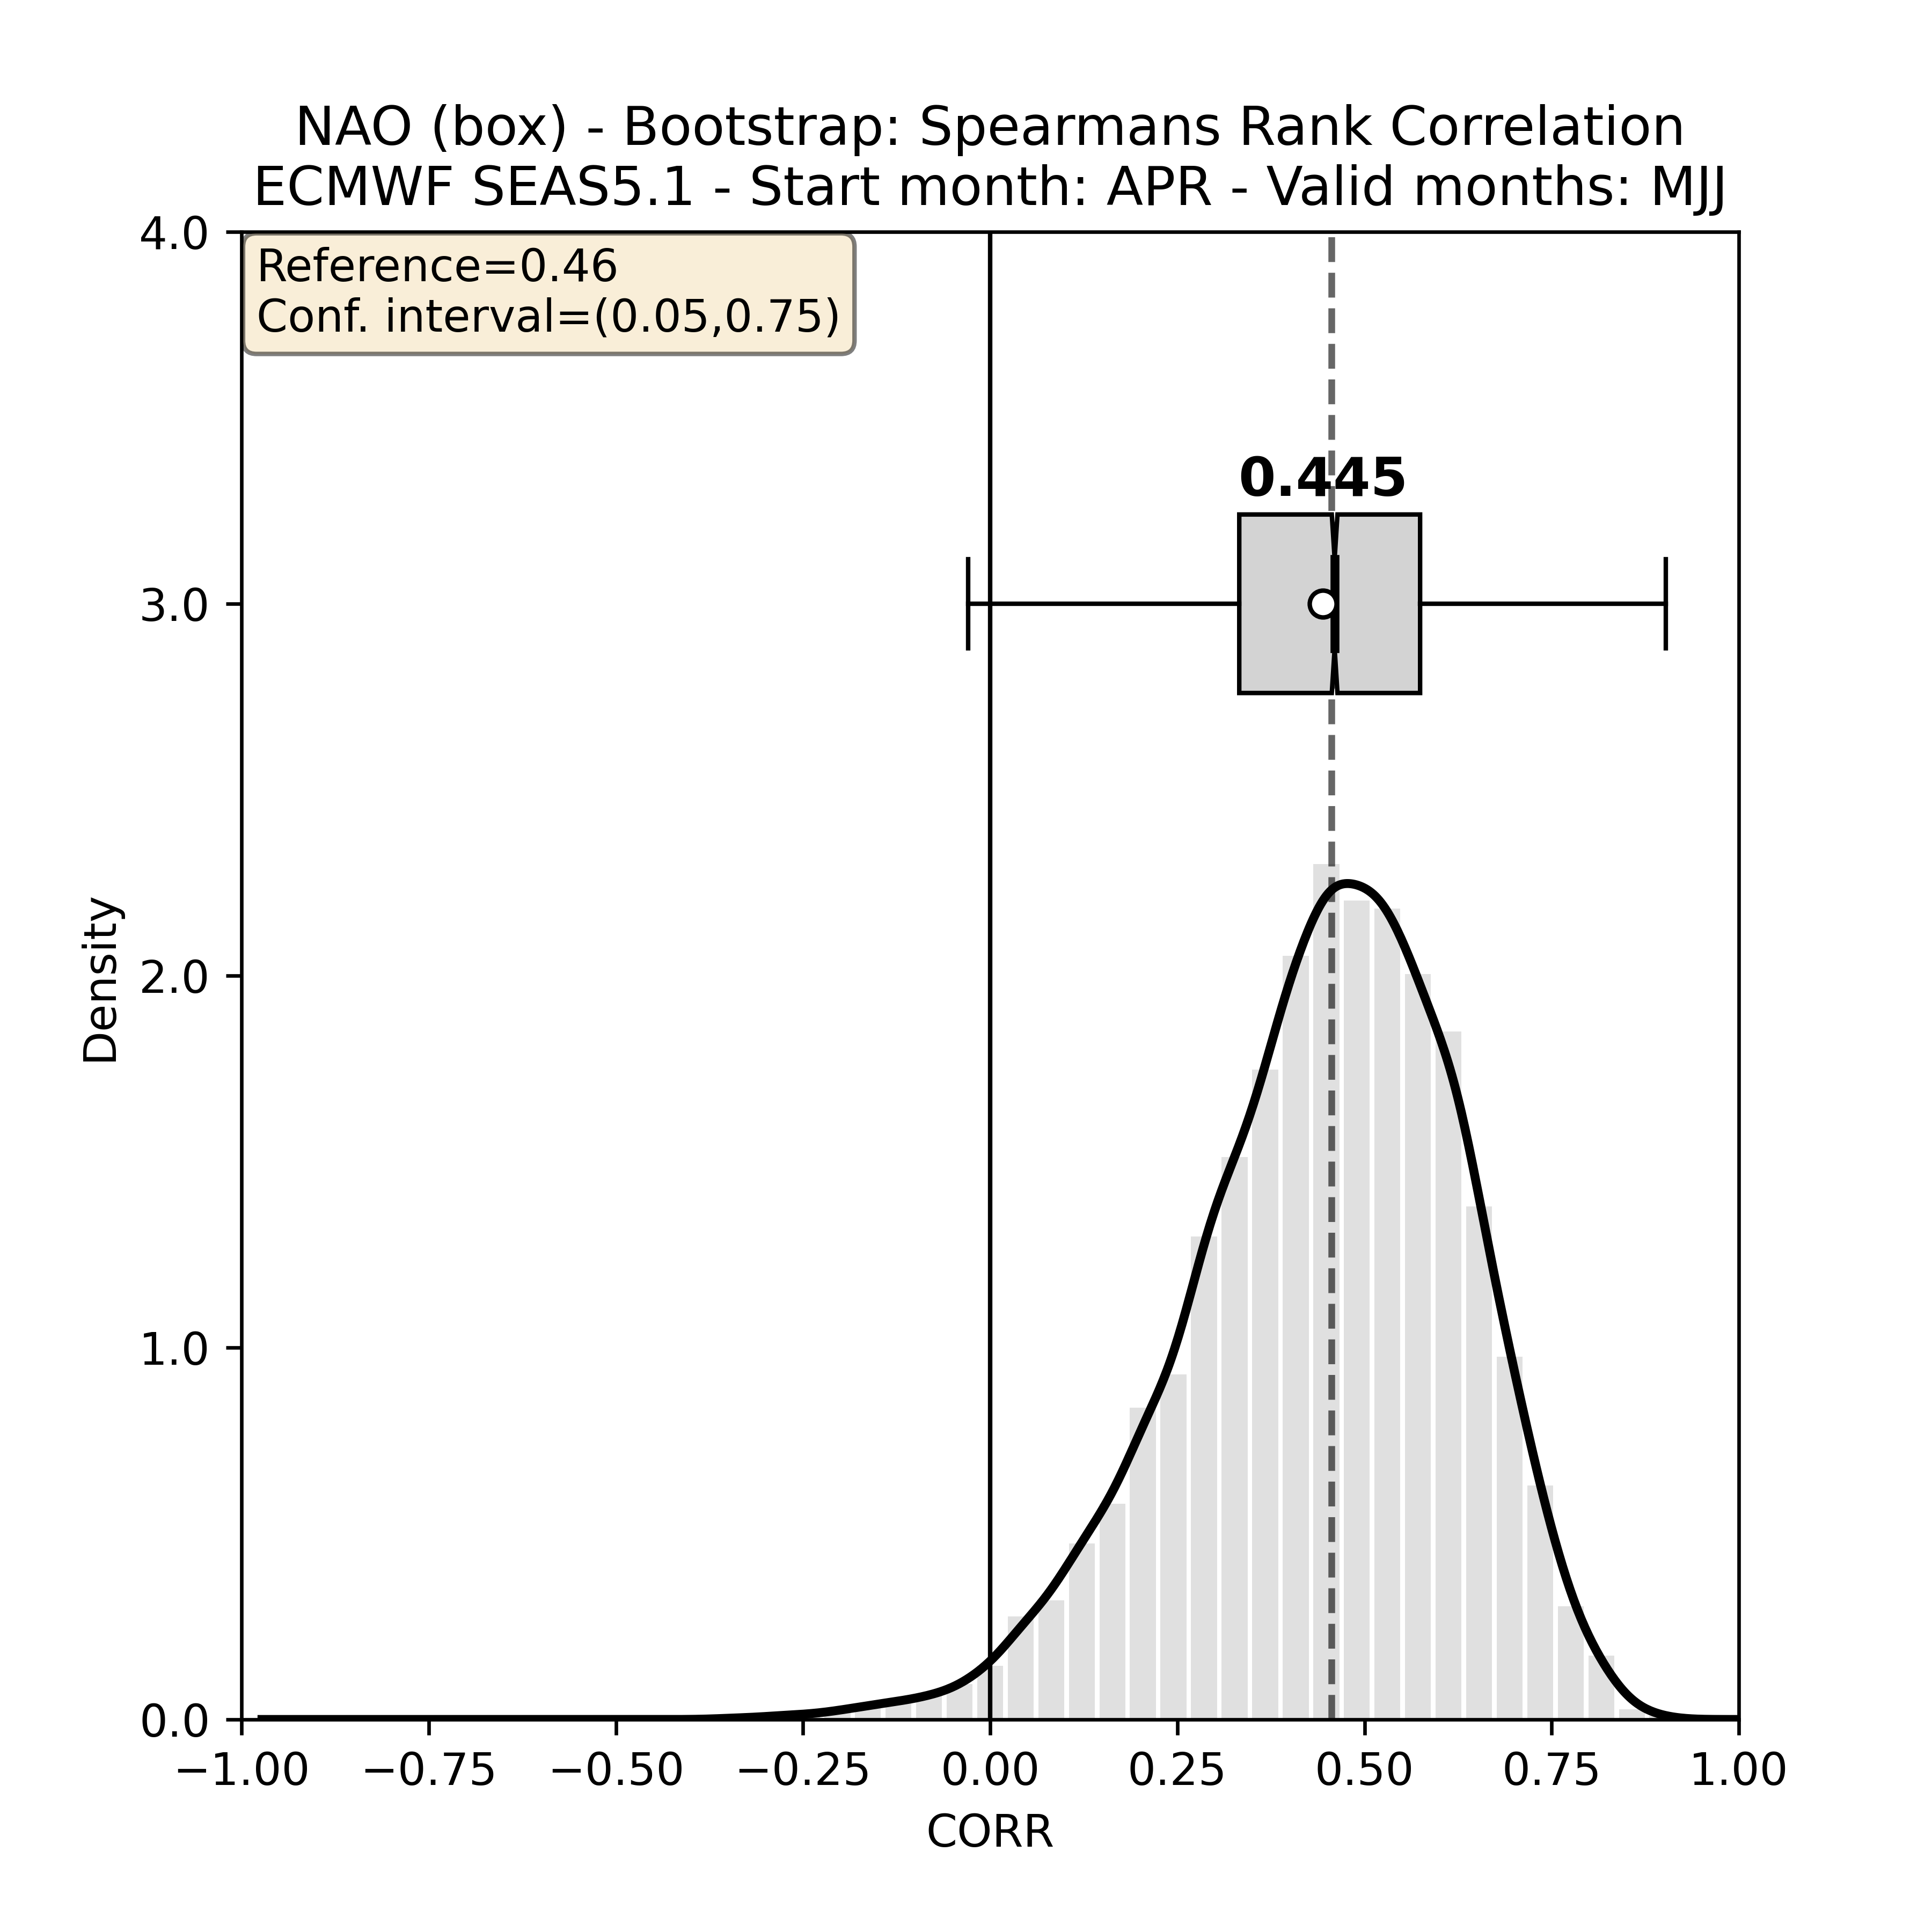 NAO (box) - Bootstrap: Spearmans Rank Correlation
ECMWF SEAS5.1 - Start month: APR - Valid months: MJJ
Reference=0.46
Conf. interval=(0.05,0.75)
0.445
4.0
3.0
2.0
1.0
0.0
Density
−1.00 −0.75 −0.50 −0.25 0.00 0.25 0.50 0.75 1.00
CORR